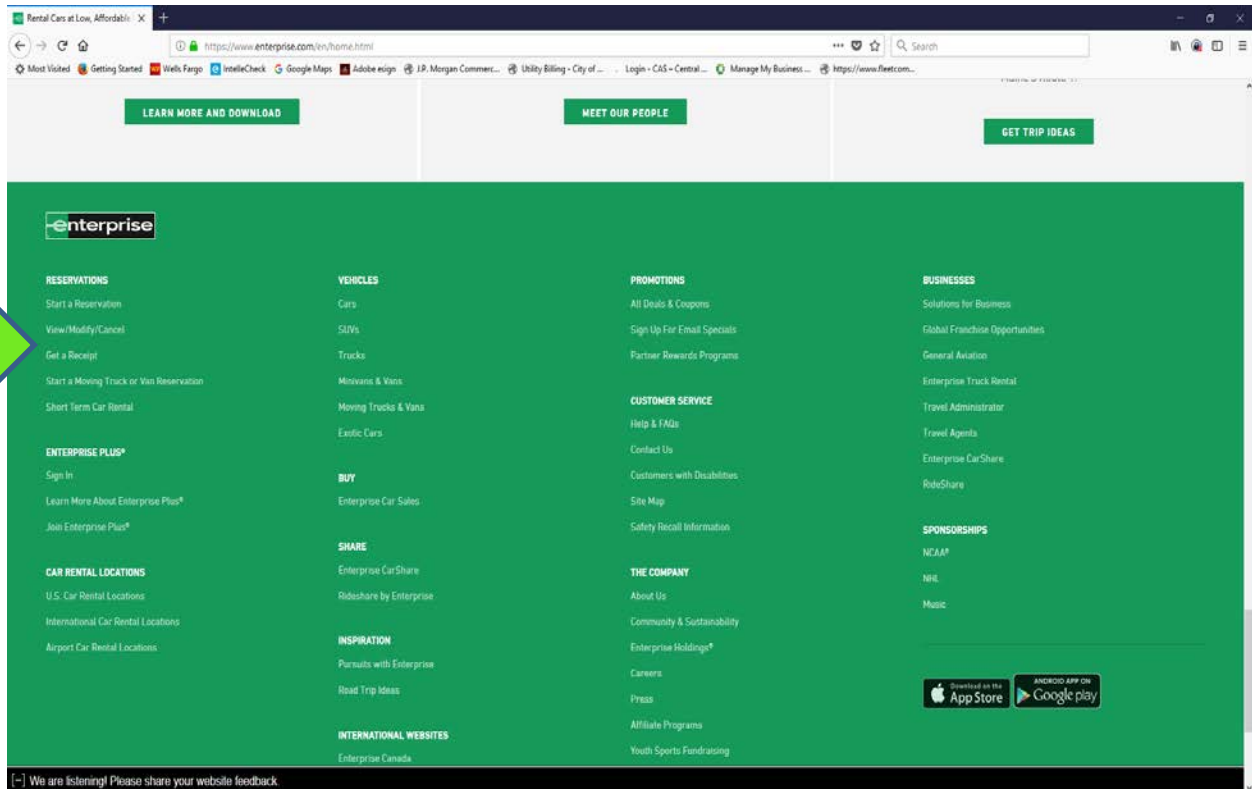 Rental Cars at Low, Affordabl
https://www.enterprise.com/en/home.html
Search
Most Visited Getting Started Wells Fargo IntelleCheck Google Maps Adobe esign J.P. Morgan Commerc... Utility Billing - City of ... Login - CAS – Central ... Manage My Business ... https://www.fleetcom...
LEARN MORE AND DOWNLOAD
MEET OUR PEOPLE
GET TRIP IDEAS
enterprise
RESERVATIONS
Start a Reservation
View/Modify/Cancel
Get a Receipt
Start a Moving Truck or Van Reservation
Short Term Car Rental
ENTERPRISE PLUS®
Sign In
Learn More About Enterprise Plus®
Join Enterprise Plus®
CAR RENTAL LOCATIONS
U.S. Car Rental Locations
International Car Rental Locations
Airport Car Rental Locations
VEHICLES
Cars
SUVs
Trucks
Minivans & Vans
Moving Trucks & Vans
Exotic Cars
BUY
Enterprise Car Sales
SHARE
Enterprise CarShare
Rideshare by Enterprise
INSPIRATION
Pursuits with Enterprise
Road Trip Ideas
INTERNATIONAL WEBSITES
Enterprise Canada
PROMOTIONS
All Deals & Coupons
Sign Up For Email Specials
Partner Rewards Programs
CUSTOMER SERVICE
Help & FAQs
Contact Us
Customers with Disabilities
Site Map
Safety Recall Information
THE COMPANY
About Us
Community & Sustainability
Enterprise Holdings®
Careers
Press
Affiliate Programs
Youth Sports Fundraising
BUSINESSES
Solutions for Business
Global Franchise Opportunities
General Aviation
Enterprise Truck Rental
Travel Administrator
Travel Agents
Enterprise CarShare
RideShare
SPONSORSHIPS
NCAA®
NHL
Music
Download on the
App Store
ANDROID APP ON
Google play
[–] We are listening! Please share your website feedback